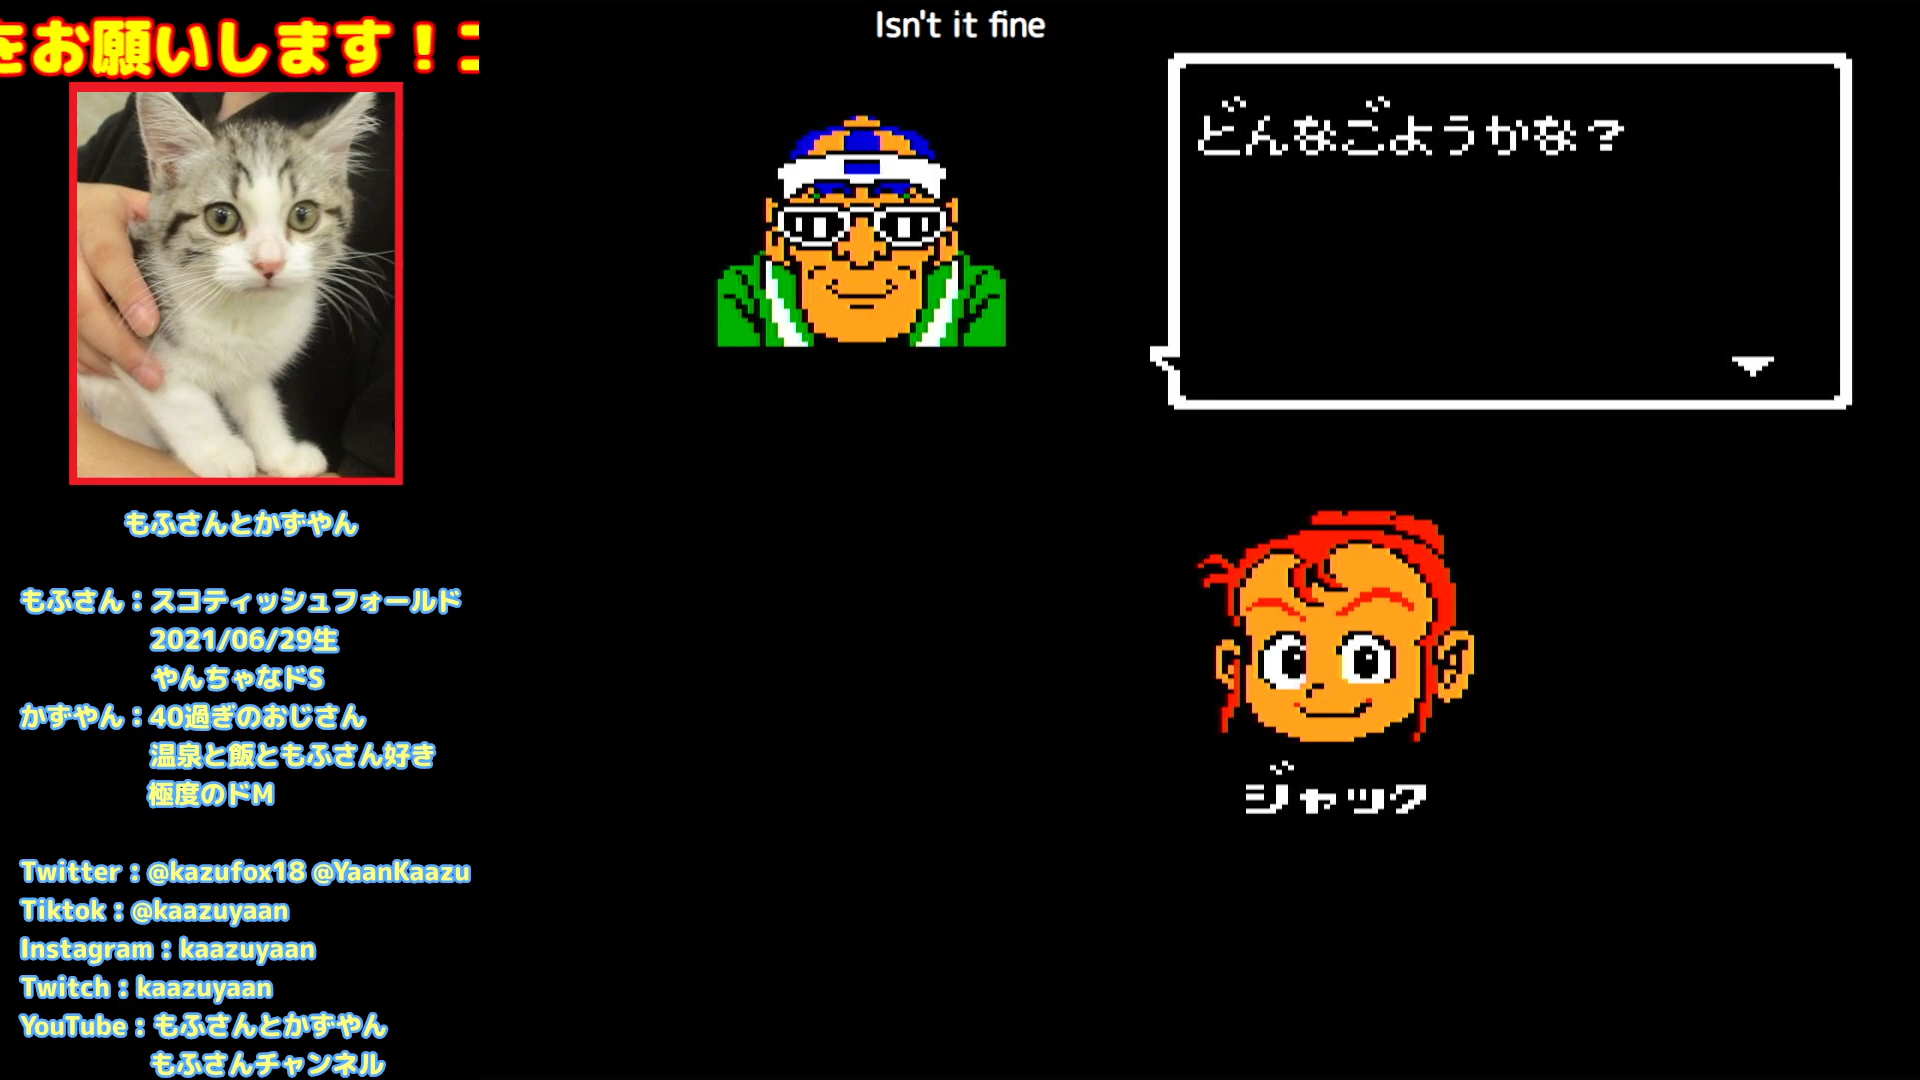 をお願いします！コ
Isn't it fine
どんなごようかな？
ジャック
もふさんとかずやん
もふさん：スコティッシュフォールド
2021/06/29生
やんちゃなドS
かずやん：40過ぎのおじさん
温泉と飯ともふさん好き
極度のドM
Twitter：@kazufox18 @YaanKaazu
Tiktok：@kaazuyaan
Instagram：kaazuyaan
Twitch：kaazuyaan
YouTube：もふさんとかずやん
もふさんチャンネル